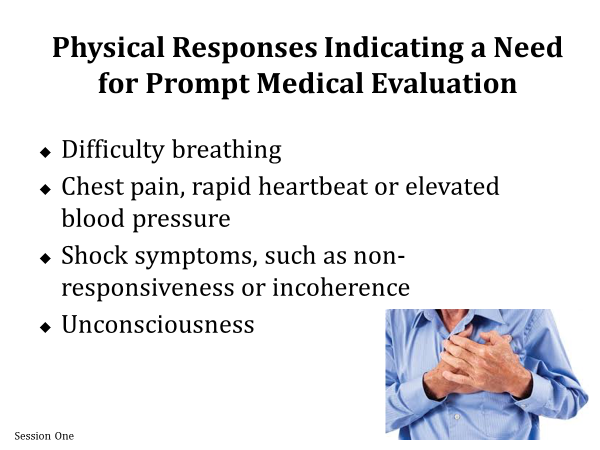 Physical Responses Indicating a Need
for Prompt Medical Evaluation
◆ Difficulty breathing
◆ Chest pain, rapid heartbeat or elevated
blood pressure
◆ Shock symptoms, such as non-
responsiveness or incoherence
◆ Unconsciousness
Session One